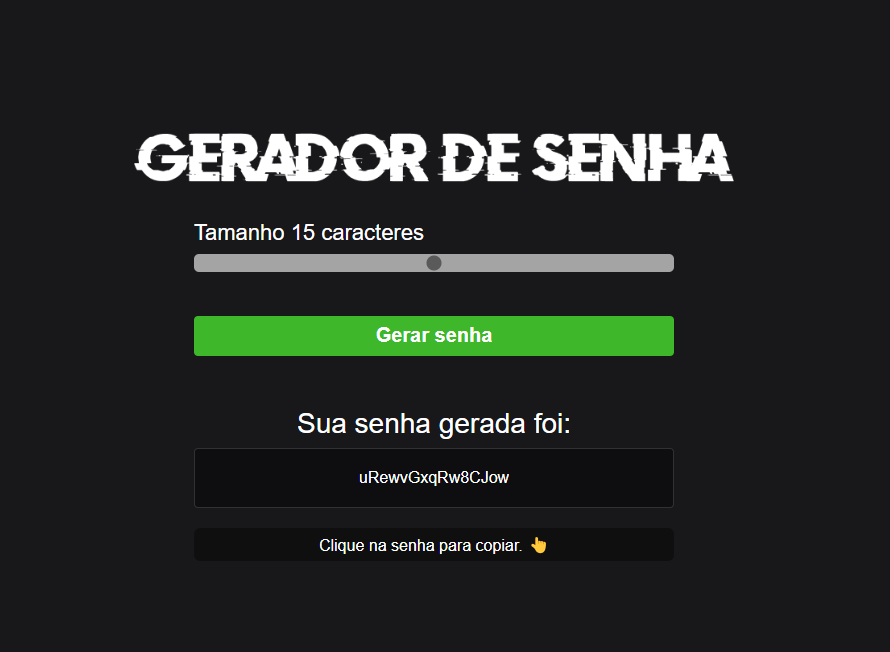 GERADOR DE SENHA
Tamanho 15 caracteres
Gerar senha
Sua senha gerada foi:
uRewvGxqRw8CJow
Clique na senha para copiar. 👆